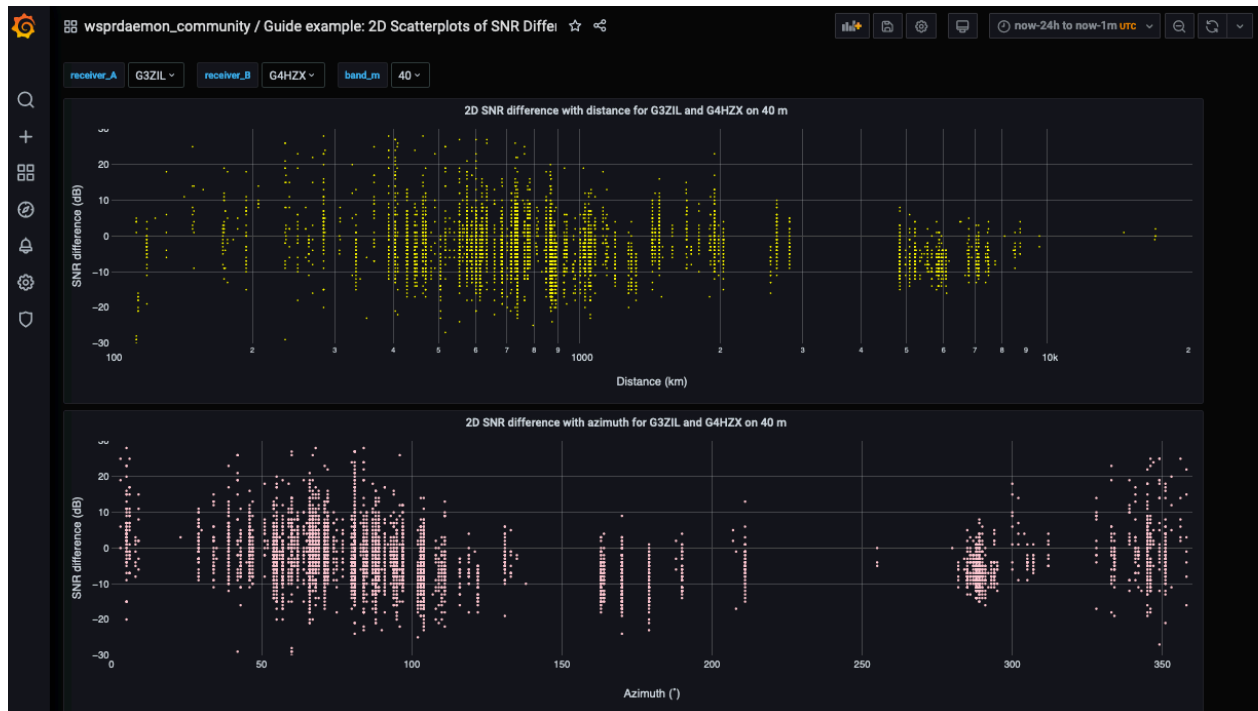 wsprdaemon_community / Guide example: 2D Scatterplots of SNR Differ
now-24h to now-1m UTC
receiver_A G3ZIL receiver_B G4HZX band_m 40
2D SNR difference with distance for G3ZIL and G4HZX on 40 m
SNR difference (dB)
30
20
10
0
−10
−20
−30
100 2 3 4 5 6 7 8 9 1000 2 3 4 5 6 7 8 9 10k 2
Distance (km)
2D SNR difference with azimuth for G3ZIL and G4HZX on 40 m
SNR difference (dB)
30
20
10
0
−10
−20
−30
0 50 100 150 200 250 300 350
Azimuth (˚)